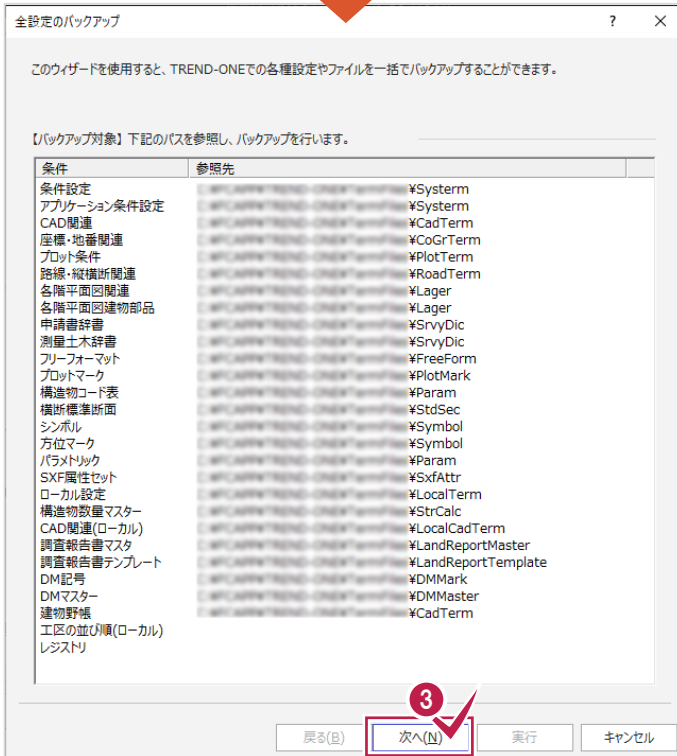 全設定のバックアップ ? ×
このウィザードを使用すると、TREND-ONEでの各種設定やファイルを一括でバックアップすることができます。
【バックアップ対象】下記のパスを参照し、バックアップを行います。
条件 参照先
条件設定 ¥Systerm
アプリケーション条件設定 ¥Systerm
CAD関連 ¥CadTerm
座標・地番関連 ¥CoGrTerm
プロット条件 ¥PlotTerm
路線・縦横断関連 ¥RoadTerm
各階平面図関連 ¥Lager
各階平面図建物部品 ¥Lager
申請書辞書 ¥SrvyDic
測量土木辞書 ¥SrvyDic
フリーフォーマット ¥FreeForm
プロットマーク ¥PlotMark
構造物コード表 ¥Param
横断標準断面 ¥StdSec
シンボル ¥Symbol
方位マーク ¥Symbol
パラメトリック ¥Param
SXF属性セット ¥SxfAttr
ローカル設定 ¥LocalTerm
構造物数量マスター ¥StrCalc
CAD関連(ローカル) ¥LocalCadTerm
調査報告書マスタ ¥LandReportMaster
調査報告書テンプレート ¥LandReportTemplate
DM記号 ¥DMMark
DMマスター ¥DMMaster
建物野帳 ¥CadTerm
工区の並び順(ローカル)
レジストリ
3
戻る(B) 次へ(N) 実行 キャンセル